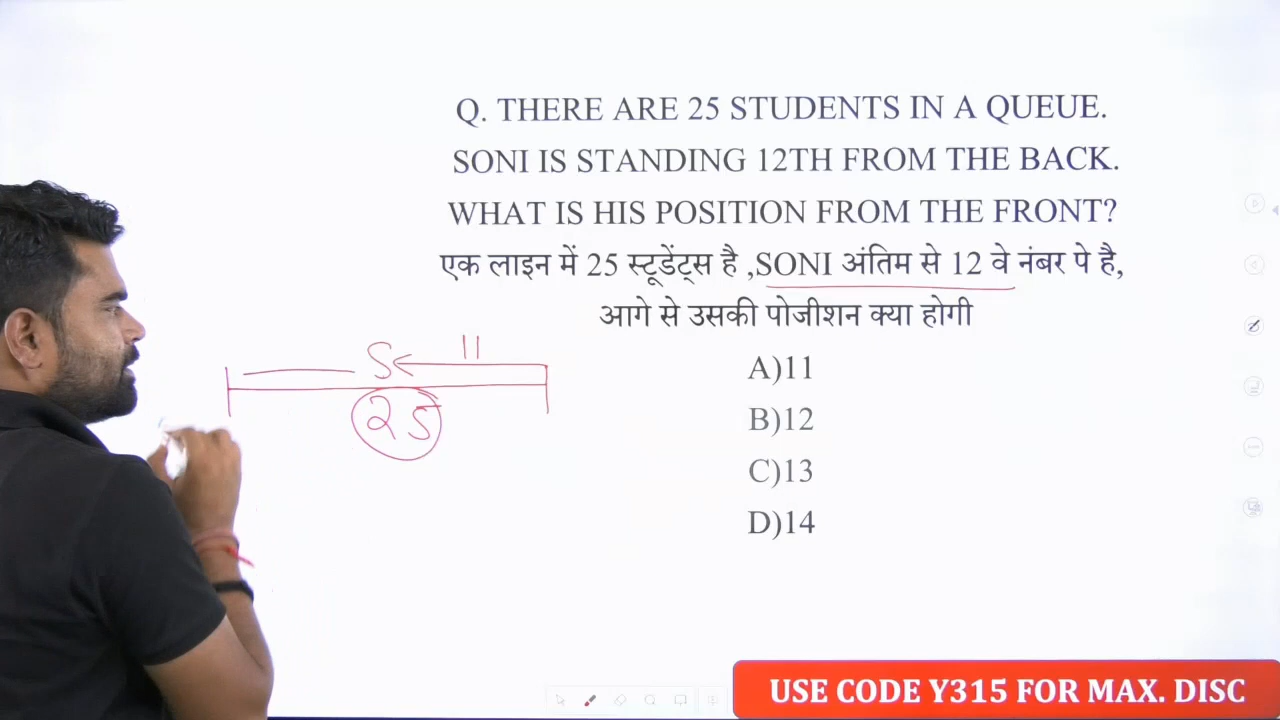 Q. THERE ARE 25 STUDENTS IN A QUEUE.
SONI IS STANDING 12TH FROM THE BACK.
WHAT IS HIS POSITION FROM THE FRONT?
एक लाइन में 25 स्टूडेंट्स है ,SONI अंतिम से 12 वे नंबर पे है,
आगे से उसकी पोजीशन क्या होगी
A)11
B)12
C)13
D)14
S 11
25
USE CODE Y315 FOR MAX. DISC